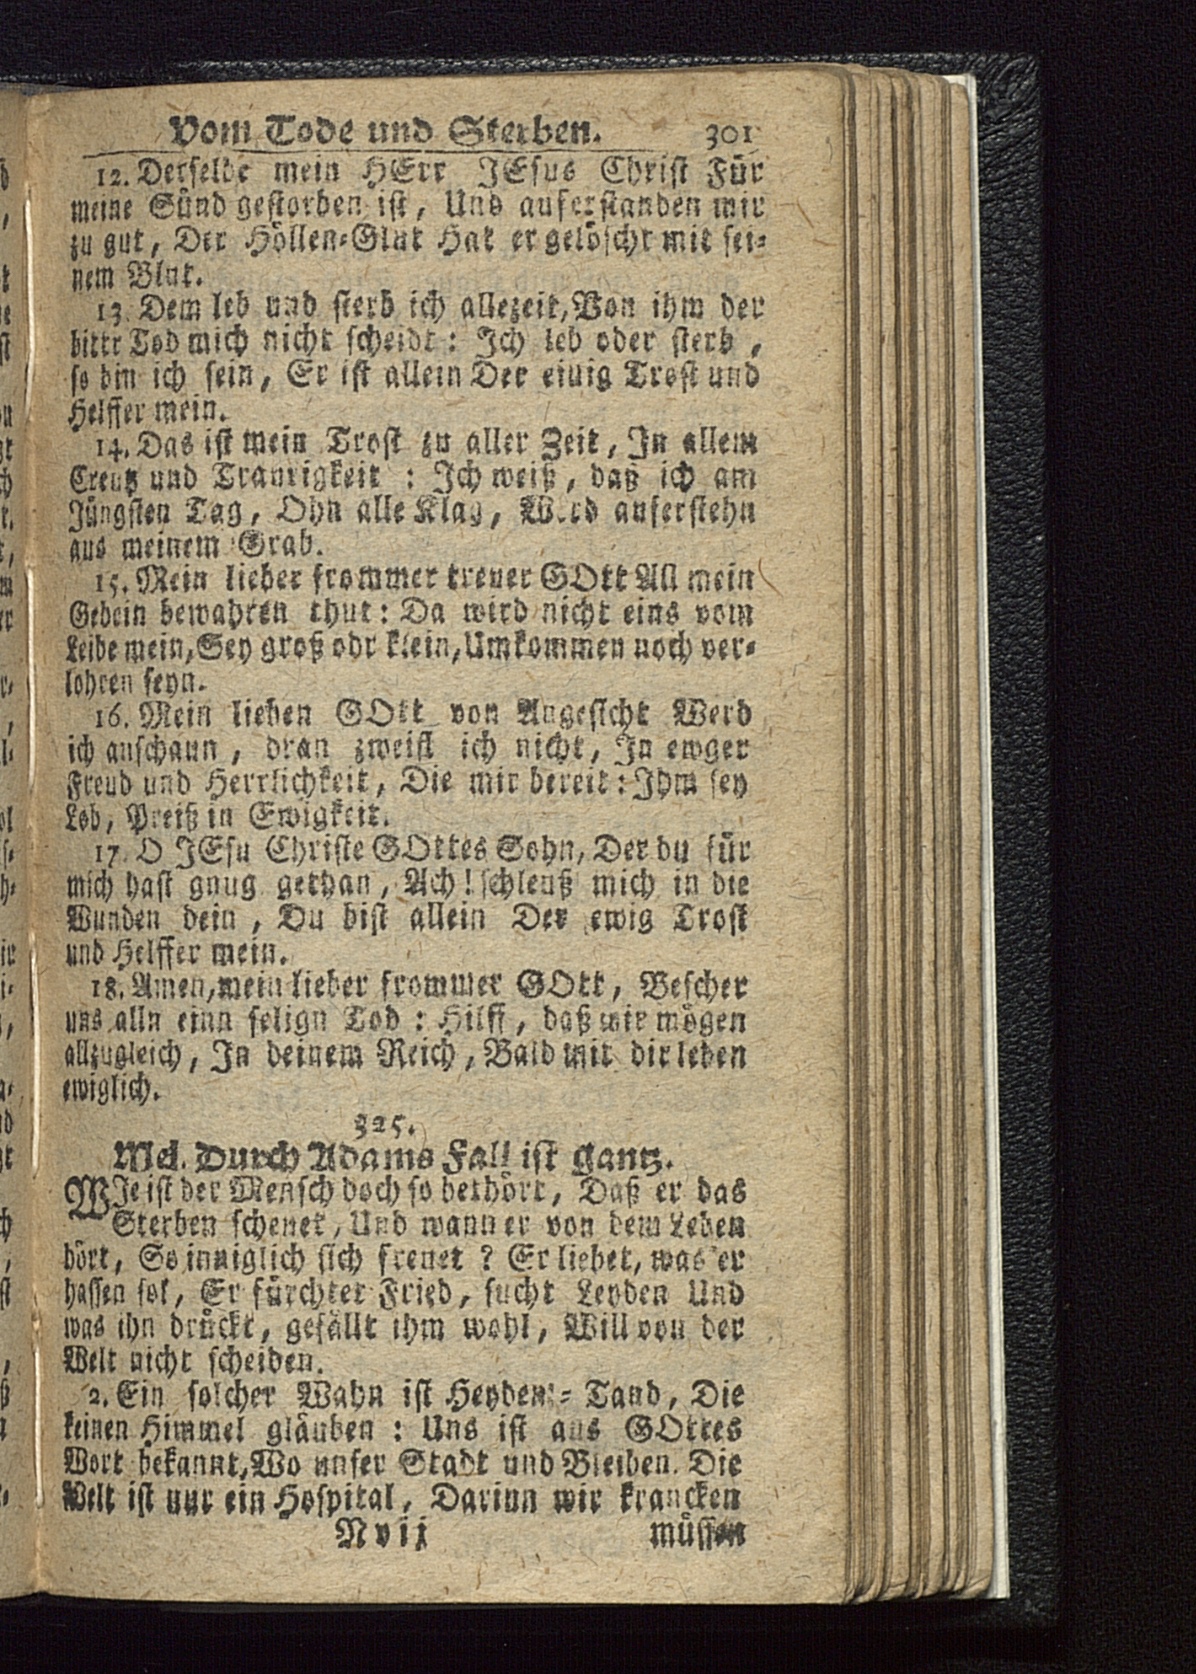 Vom Tode und Sterben. 301
12. Derselbe mein HErr JEsus Christ Für
meine Sünd gestorben ist, Und auferstanden mir
zu gut, Der Höllen-Glut Hat er gelöscht mit sei-
nem Blut.
13. Dem leb und sterb ich allezeit, Von ihm der
bittr Tod mich nicht scheidt: Ich leb oder sterb,
so bin ich sein, Er ist allein Der einig Trost und
Helffer mein.
14. Das ist mein Trost zu aller Zeit, In allem
Creutz und Traurigkeit: Ich weiß, daß ich am
Jüngsten Tag, Ohn alle Klag, Werd auferstehn
aus meinem Grab.
15. Mein lieber frommer treuer GOtt All mein
Gebein bewahren thut: Da wird nicht eins vom
Leibe mein, Sey groß odr klein, Umkommen noch ver-
lohren seyn.
16. Mein lieben GOtt von Angesicht Werd
ich anschaun, dran zweifl ich nicht, In ewger
Freud und Herrlichkeit, Die mir bereit: Ihm sey
Lob, Preiß in Ewigkeit.
17. O JEsu Christe GOttes Sohn, Der du für
mich hast gnug gethan, Ach! schleuß mich in die
Wunden dein, Du bist allein Der ewig Trost
und Helffer mein.
18. Amen, mein lieber frommer GOtt, Bescher
uns alln einn selign Tod: Hilff, daß wir mögen
allzugleich, In deinem Reich, Bald mit dir leben
ewiglich.
325.
Mel. Durch Adams Fall ist gantz.
WJe ist der Mensch doch so bethört, Daß er das
Sterben scheuet, Und wann er von dem Leben
hört, So inniglich sich freuet? Er liebet, was er
hassen sol, Er fürchtet Fried, sucht Leyden Und
was ihn drückt, gefällt ihm wohl, Will von der
Welt nicht scheiden.
2. Ein solcher Wahn ist Heyden-Tand, Die
keinen Himmel gläuben: Uns ist aus GOttes
Wort bekannt, Wo unser Stadt und Bleiben. Die
Welt ist nur ein Hospital, Darinn wir krancken
N vij müssen